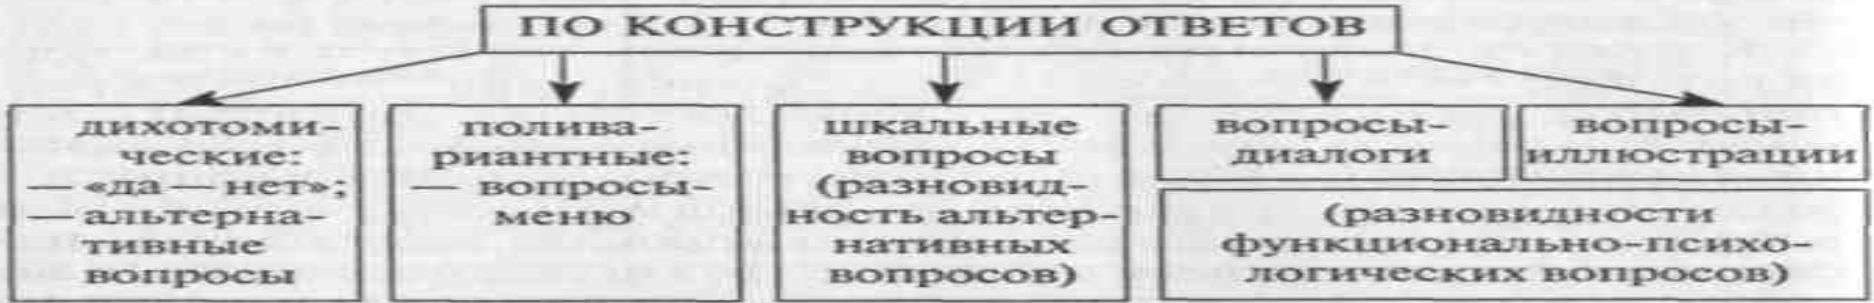 ПО КОНСТРУКЦИИ ОТВЕТОВ
дихотоми-
ческие:
— «да — нет»;
— альтерна-
тивные
вопросы
полива-
риантные:
— вопросы-
меню
шкальные
вопросы
(разновид-
ность альтер-
нативных
вопросов)
вопросы-
диалоги
вопросы-
иллюстрации
(разновидности
функционально-психо-
логических вопросов)